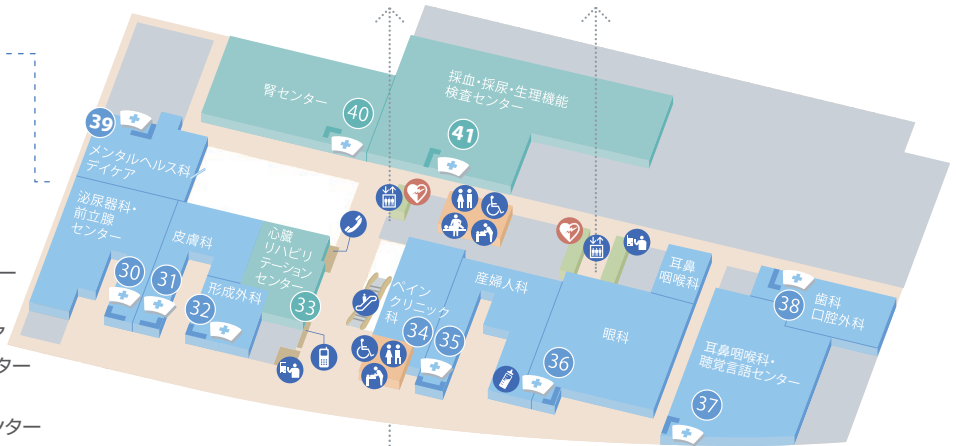 採血・採尿・生理機能
検査センター
41
腎センター
40
39
メンタルヘルス科/
デイケア
泌尿器科・
前立腺
センター
30
皮膚科
31
形成外科
32
心臓
リハビリ
テーション
センター
33
ペイン
クリニック
科
34
35
産婦人科
36
眼科
耳鼻
咽喉科
歯科
口腔外科
38
耳鼻咽喉科・
聴覚言語センター
37
ー
ター
ンター